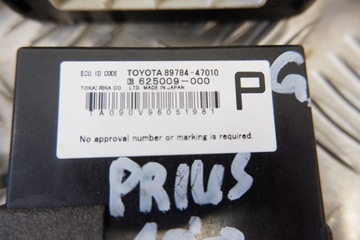 ECU, ID CODE TOYOTA 89784-47010
625009-000
TOKAI RIKA CO., LTD. MADE IN JAPAN
P
1A090V96051981
No approval number or marking is required.
G
PRIUS